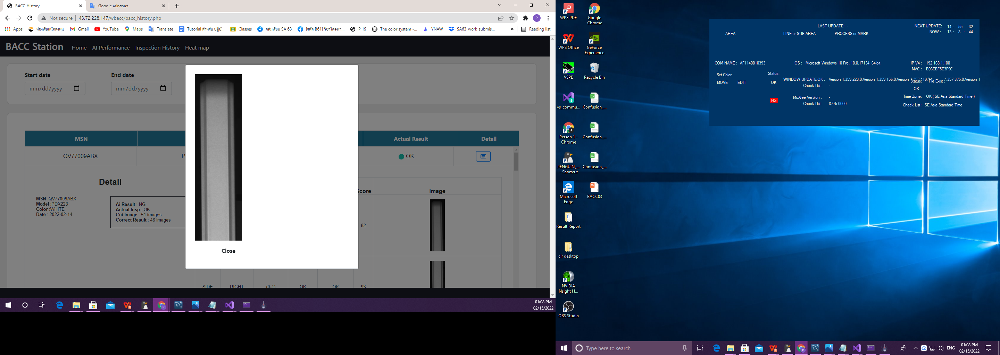 BACC History
Google แปลภาษา
Not secure
43.72.228.147/wbacc/bacc_history.php
P
Apps
ห้องเรียนนักลงทุน
Gmail
YouTube
Maps
Translate
Tutorial สำหรับ ปฏิบั...
Classes
กลุ่มเรียน SA 63
[รหัส B61] วิชาโครงงา...
P 19
The color system -...
YNAW
SA63_work_submis...
»
Reading list
BACC Station
Home
AI Performance
Inspection History
Heat map
Start date
End date
mm/dd/yyyy
mm/dd/yyyy
MSN
Actual Result
Detail
QV77009ABX
P
OK
Detail
MSN :QV77009ABX
Model :PDX223
Color :WHITE
Date : 2022-02-14
Ai Result : NG
Actual Insp : OK
Cut Image : 51 images
Correct Result : 48 images
core
Image
82
Close
SIDE
RIGHT
(0-1)
OK
OK
93
01:08 PM
02/15/2022
WPS PDF
Google Chrome
WPS Office
GeForce Experience
VSPE
Recycle Bin
vs_commu...
Confusion_...
Person 1 - Chrome
Confusion_...
PENGUIN_... - Shortcut
Confusion_...
Microsoft Edge
BACC03
Result Report
clr desktop
NVIDIA Nsight H...
OBS Studio
LAST UPDATE: -
NEXT UPDATE: 14 : 55 : 32
NOW : 13 : 8 : 44
AREA
LINE or SUB AREA
PROCESS or MARK
COM NAME : AF1140010393
OS : Microsoft Windows 10 Pro, 10.0.17134, 64-bit
IP V4 : 192.168.1.100
MAC : B06EBF5E3F9C
Set Color
Status:
MOVE
EDIT
OK
WINDOW UPDATE OK : Version 1.359.223.0,Version 1.359.156.0,Version
1.357.375.0,Version 1
Status:
File Exist :
Check List: -
OK
McAfee VerSion : -
Time Zone: OK ( SE Asia Standard Time )
NG
Check List: 8775.0000
Check List: SE Asia Standard Time
Type here to search
ENG
01:08 PM
02/15/2022